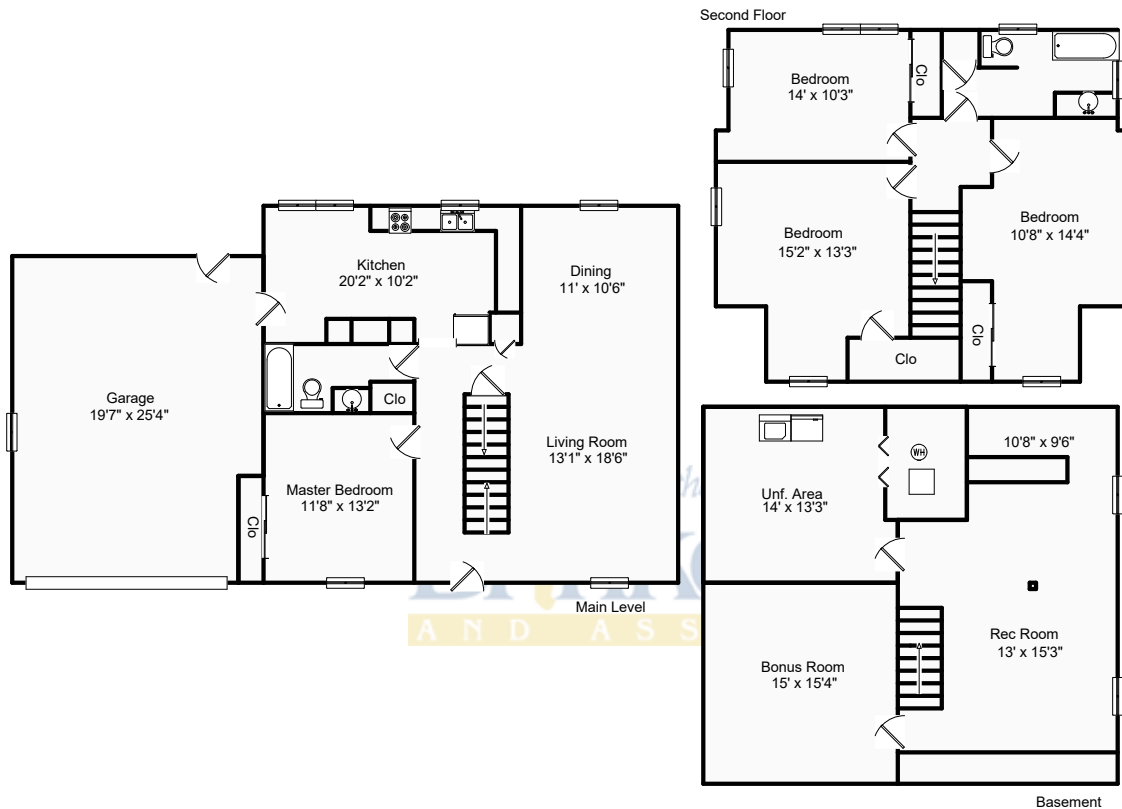 Second Floor
Bedroom
14' x 10'3"
Clo
Bedroom
15'2" x 13'3"
Bedroom
10'8" x 14'4"
Clo
Clo
Kitchen
20'2" x 10'2"
Dining
11' x 10'6"
Garage
19'7" x 25'4"
Clo
Living Room
13'1" x 18'6"
Master Bedroom
11'8" x 13'2"
Clo
Main Level
AND ASS
10'8" x 9'6"
WH
Unf. Area
14' x 13'3"
Rec Room
13' x 15'3"
Bonus Room
15' x 15'4"
Basement